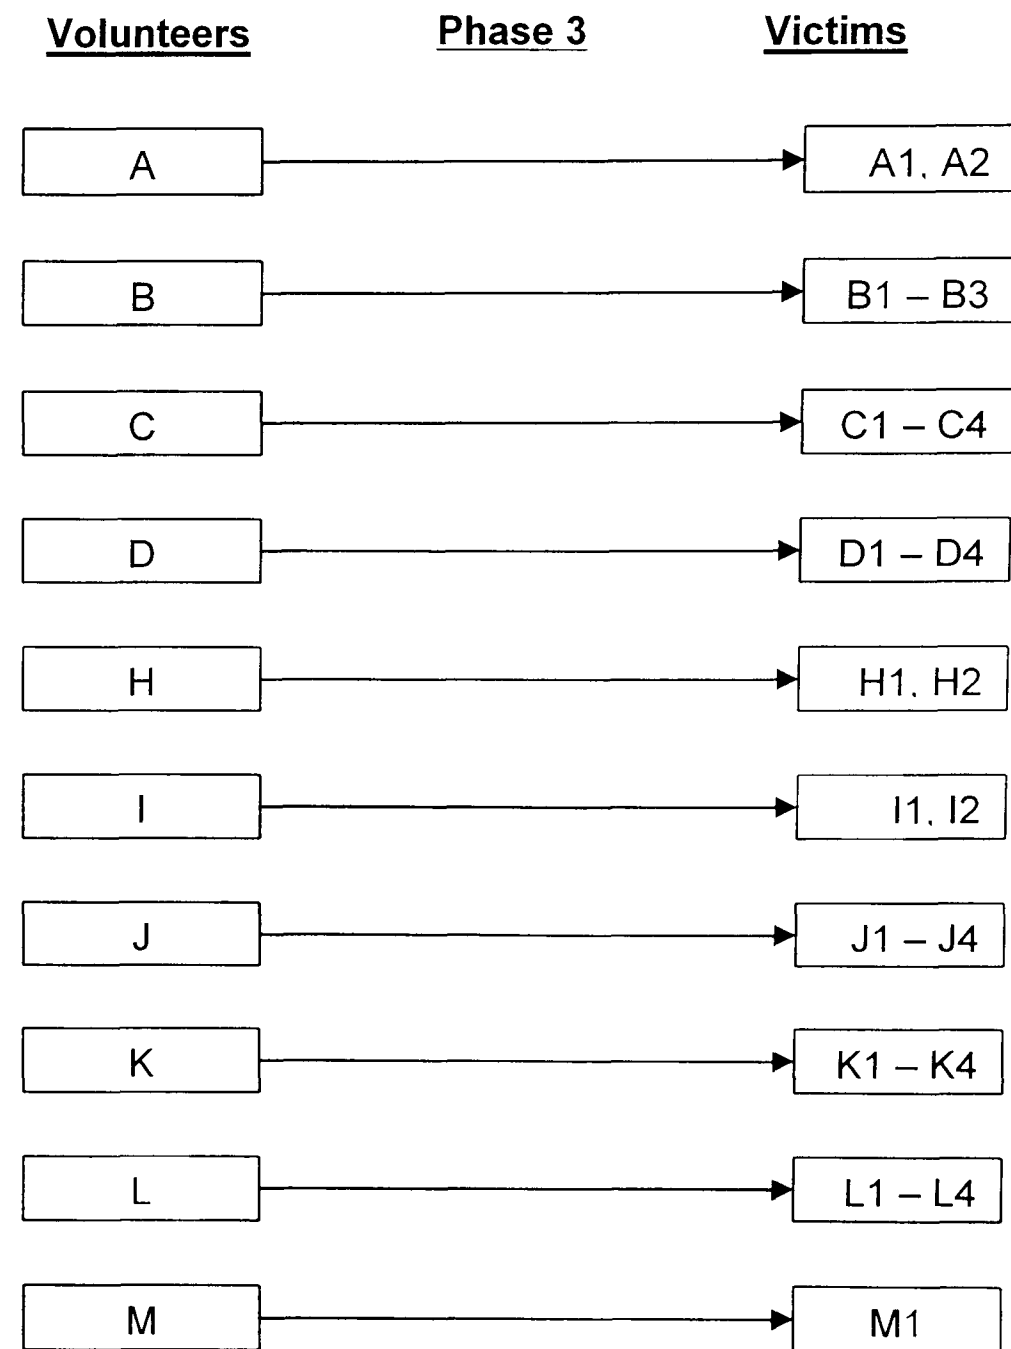 Volunteers Phase 3 Victims
A A1, A2
B B1 – B3
C C1 – C4
D D1 – D4
H H1, H2
I I1, I2
J J1 – J4
K K1 – K4
L L1 – L4
M M1